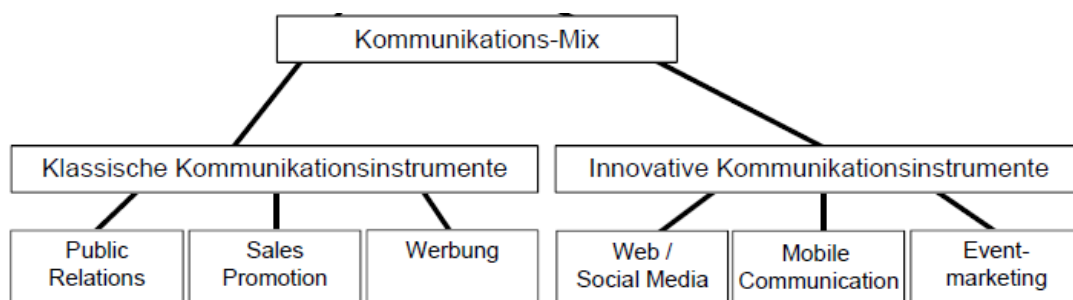 Kommunikations-Mix
Klassische Kommunikationsinstrumente
Innovative Kommunikationsinstrumente
Public
Relations
Sales
Promotion
Werbung
Web /
Social Media
Mobile
Communication
Event-
marketing